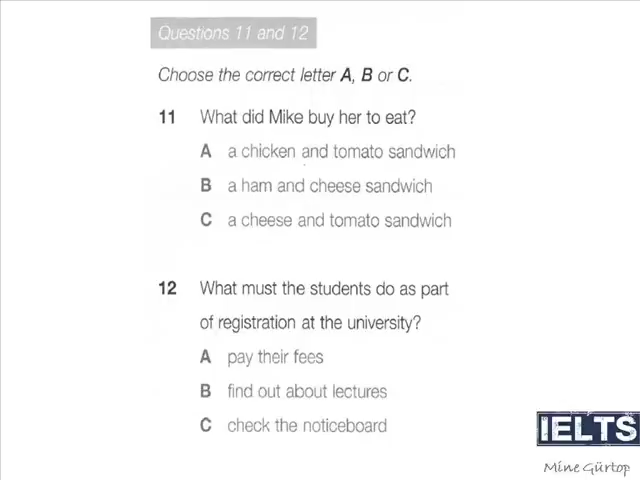 Questions 11 and 12
Choose the correct letter A, B or C.
11 What did Mike buy her to eat?
A a chicken and tomato sandwich
B a ham and cheese sandwich
C a cheese and tomato sandwich
12 What must the students do as part
of registration at the university?
A pay their fees
B find out about lectures
C check the noticeboard
IELTS
Mine Gürtop